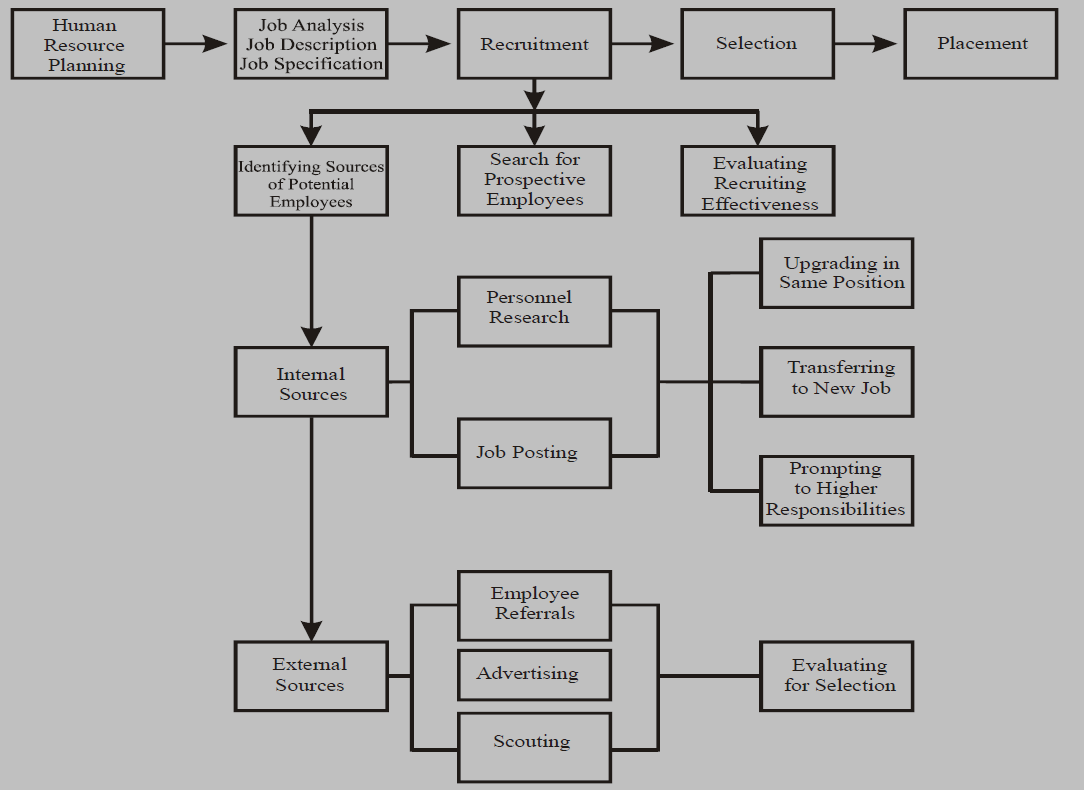 Human
Resource
Planning
Job Analysis
Job Description
Job Specification
Recruitment
Selection
Placement
Identifying Sources
of Potential
Employees
Search for
Prospective
Employees
Evaluating
Recruiting
Effectiveness
Upgrading in
Same Position
Personnel
Research
Internal
Sources
Transferring
to New Job
Job Posting
Prompting
to Higher
Responsibilities
Employee
Referrals
External
Sources
Advertising
Evaluating
for Selection
Scouting